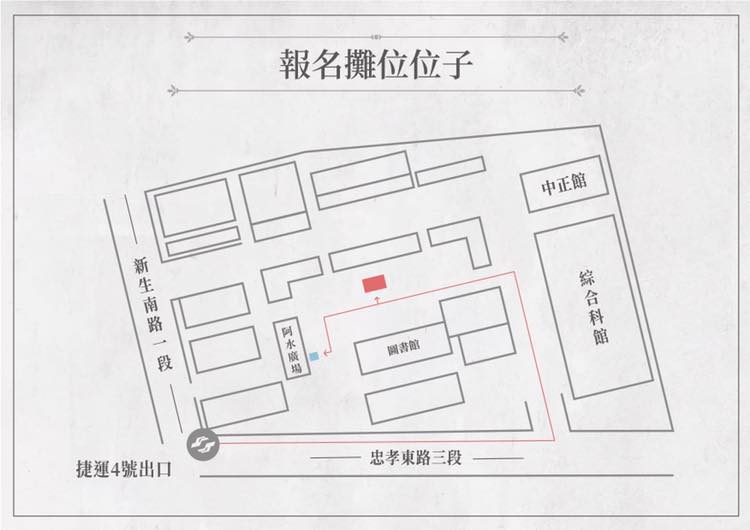 報名攤位位子
中正館
新生南路一段
綜合科館
阿水廣場
圖書館
忠孝東路三段
捷運4號出口